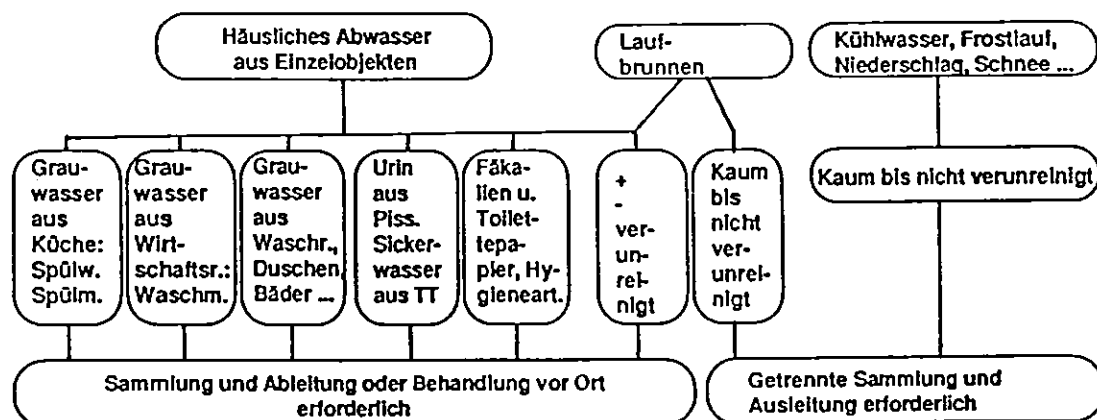 Häusliches Abwasser
aus Einzelobjekten
Lauf-
brunnen
Kühlwasser, Frostlauf,
Niederschlag, Schnee ...
Grau-
wasser
aus
Küche:
Spülw.
Spülm.
Grau-
wasser
aus
Wirt-
schaftsr.:
Waschm.
Grau-
wasser
aus
Waschr.,
Duschen,
Bäder ...
Urin
aus
Piss.
Sicker-
wasser
aus TT
Fäka-
lien u.
Toilet-
tepa-
pier, Hy-
gieneart.
+
-
ver-
un-
rei-
nigt
Kaum
bis
nicht
ver-
unrei-
nigt
Kaum bis nicht verunreinigt
Sammlung und Ableitung oder Behandlung vor Ort
erforderlich
Getrennte Sammlung und
Ausleitung erforderlich